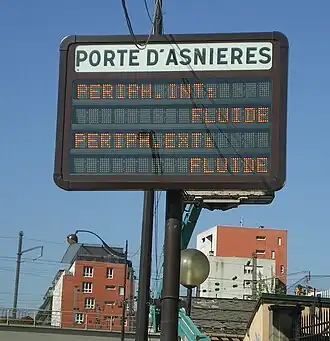 PORTE D'ASNIERES
PERIPH.INT:
FLUIDE
PERIPH.EXT:
FLUIDE